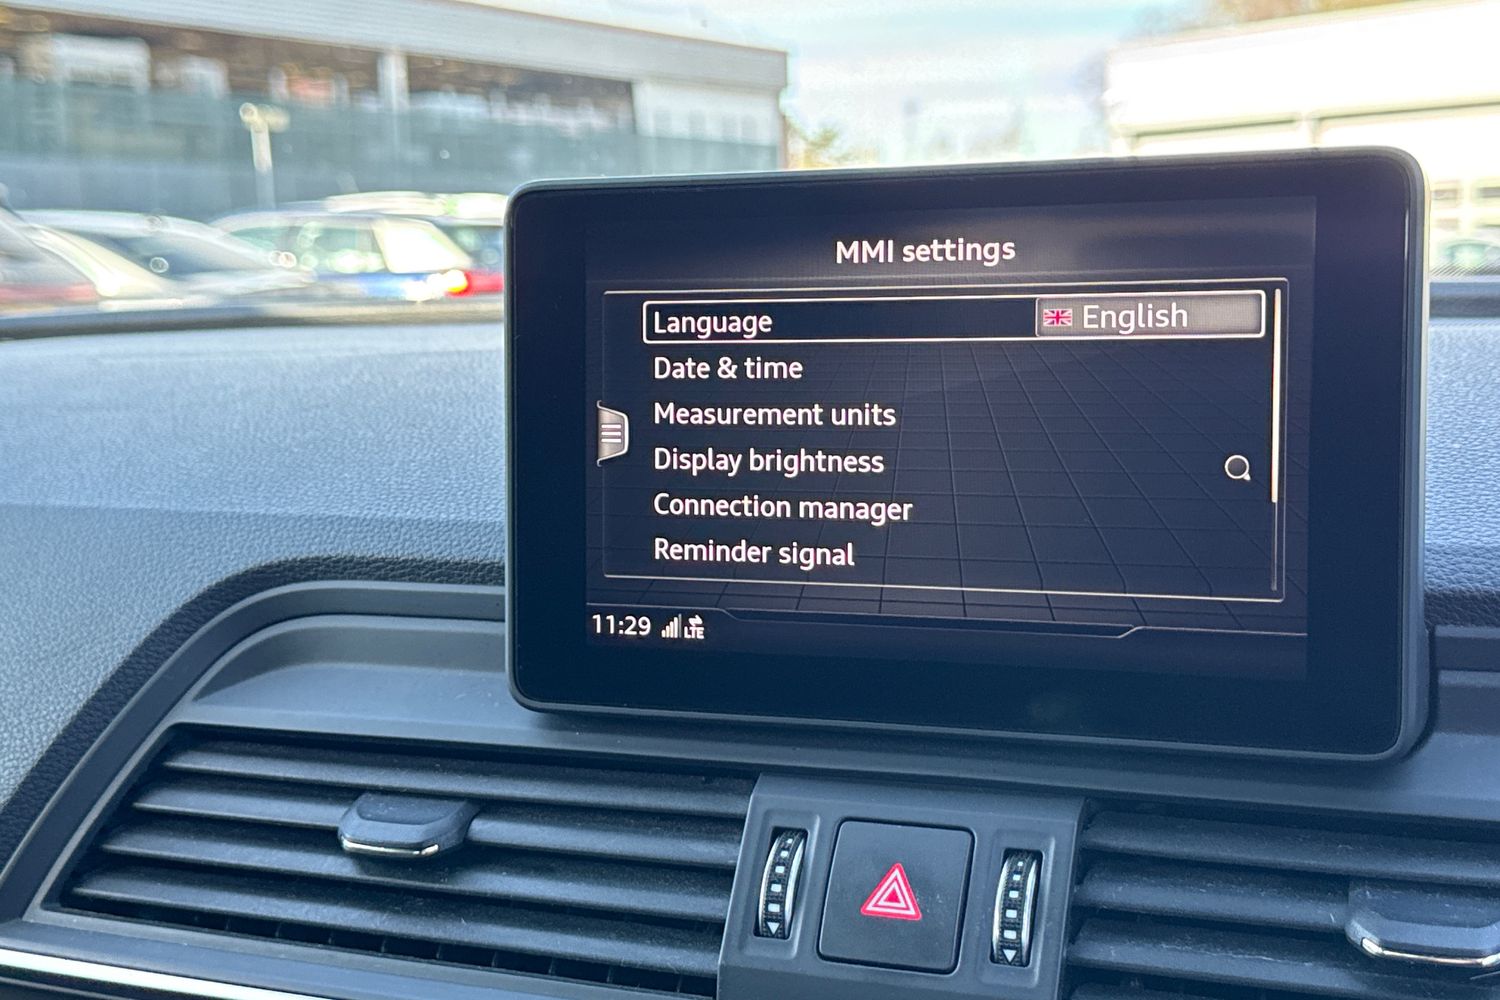 MMI settings
Language English
Date & time
Measurement units
Display brightness
Connection manager
Reminder signal
11:29 LTE